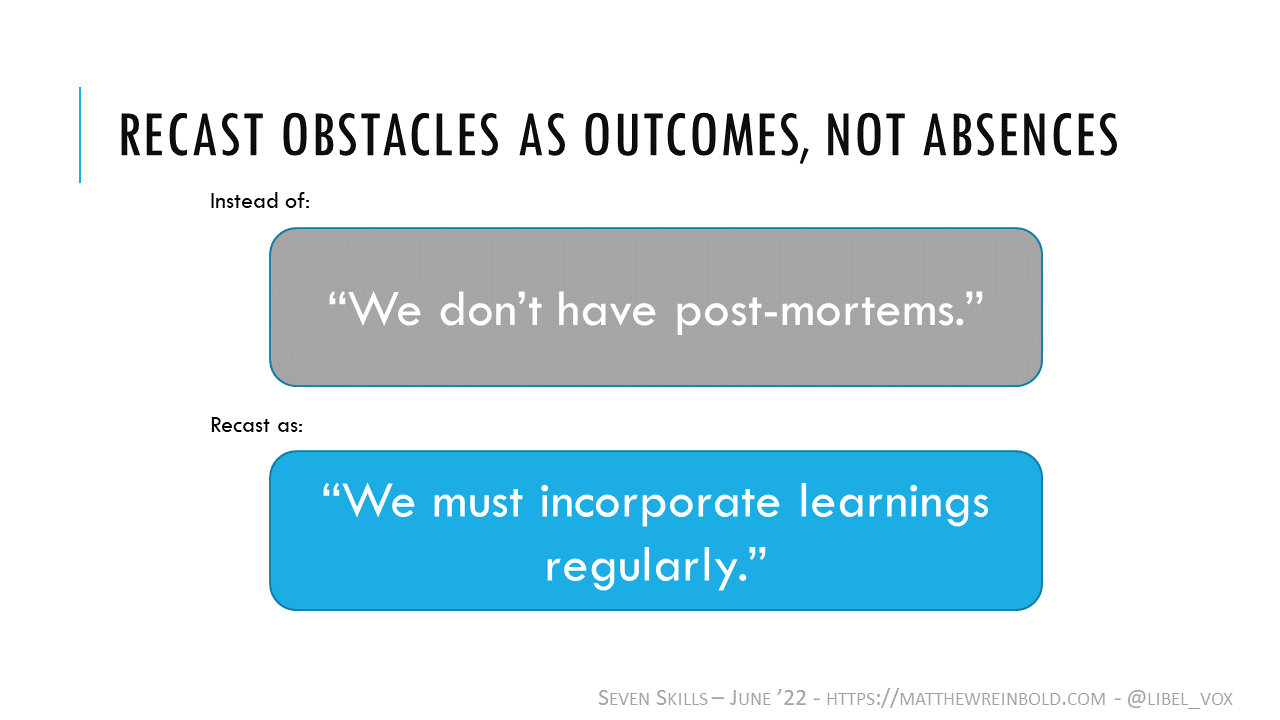 RECAST OBSTACLES AS OUTCOMES, NOT ABSENCES
Instead of:
“We don’t have post-mortems.”
Recast as:
“We must incorporate learnings
regularly.”
SEVEN SKILLS – JUNE ’22 - HTTPS://MATTHEWREINBOLD.COM - @LIBEL_VOX